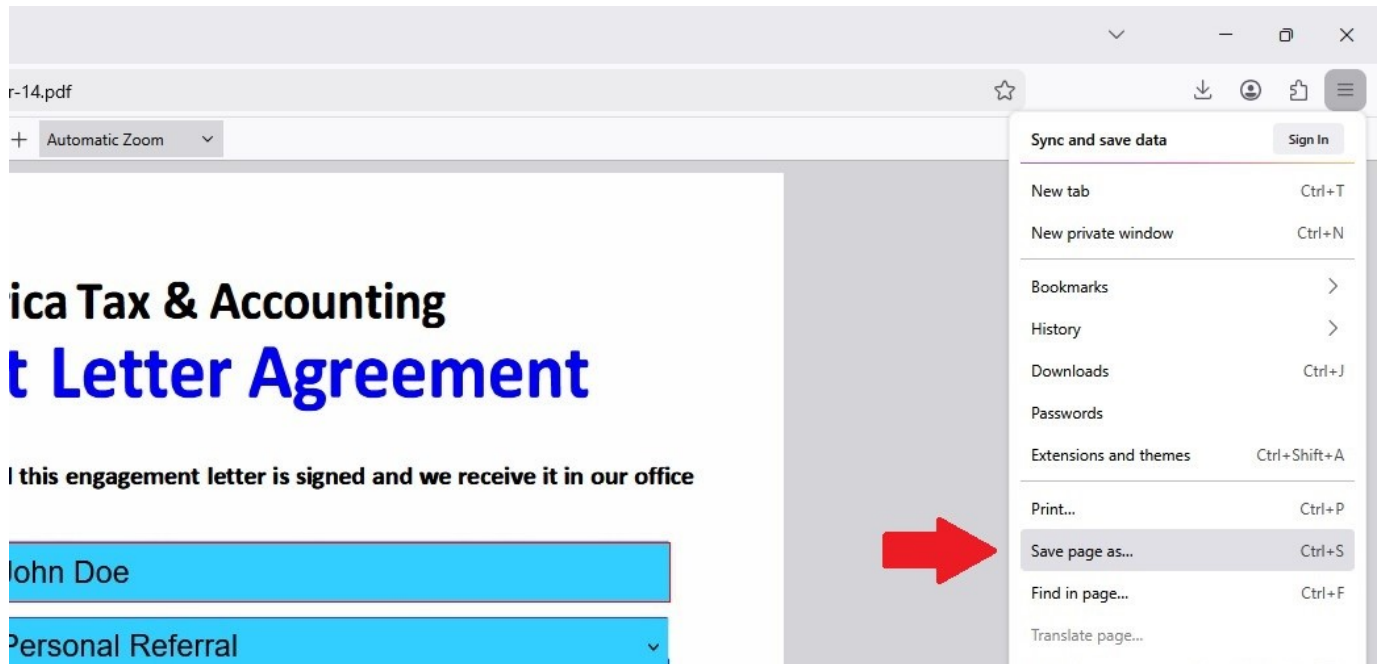 r-14.pdf
+ Automatic Zoom
ica Tax & Accounting
t Letter Agreement
this engagement letter is signed and we receive it in our office
John Doe
Personal Referral
Sync and save data Sign In
New tab Ctrl+T
New private window Ctrl+N
Bookmarks
History
Downloads Ctrl+J
Passwords
Extensions and themes Ctrl+Shift+A
Print... Ctrl+P
Save page as... Ctrl+S
Find in page... Ctrl+F
Translate page...